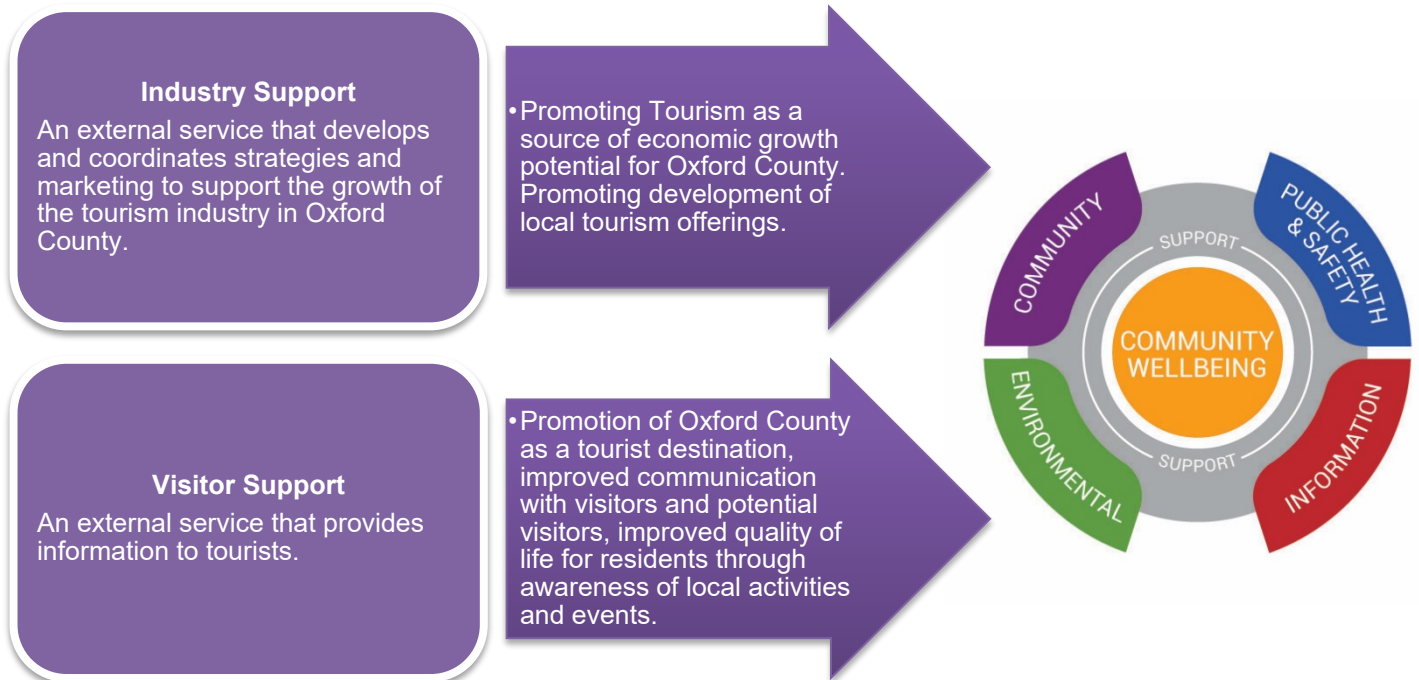 Industry Support
An external service that develops
and coordinates strategies and
marketing to support the growth of
the tourism industry in Oxford
County.
•Promoting Tourism as a
source of economic growth
potential for Oxford County.
Promoting development of
local tourism offerings.
Visitor Support
An external service that provides
information to tourists.
•Promotion of Oxford County
as a tourist destination,
improved communication
with visitors and potential
visitors, improved quality of
life for residents through
awareness of local activities
and events.
COMMUNITY
PUBLIC HEALTH
& SAFETY
SUPPORT
COMMUNITY
WELLBEING
SUPPORT
ENVIRONMENTAL
INFORMATION